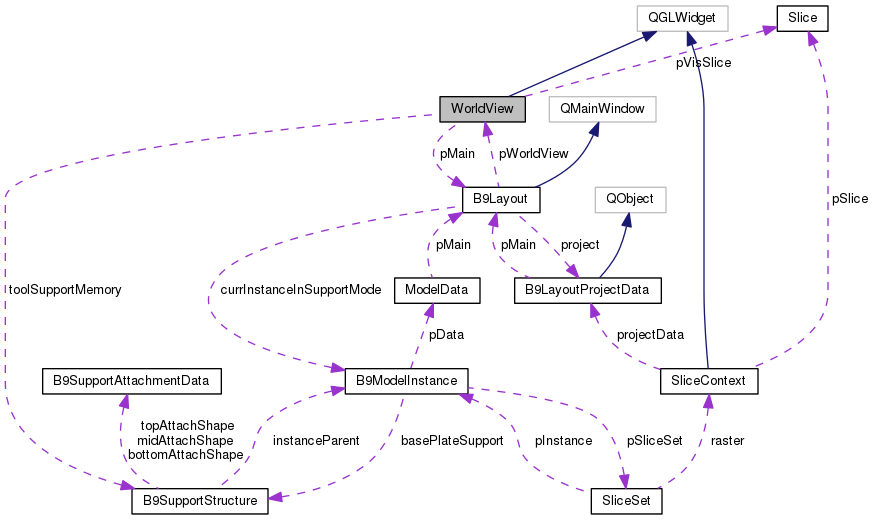 QGLWidget
Slice
pVisSlice
WorldView
QMainWindow
pMain
pWorldView
B9Layout
QObject
pSlice
pMain
pMain
project
toolSupportMemory
currInstanceInSupportMode
ModelData
B9LayoutProjectData
pData
projectData
B9SupportAttachmentData
B9ModelInstance
SliceContext
topAttachShape
midAttachShape
bottomAttachShape
instanceParent
basePlateSupport
pInstance
pSliceSet
raster
B9SupportStructure
SliceSet